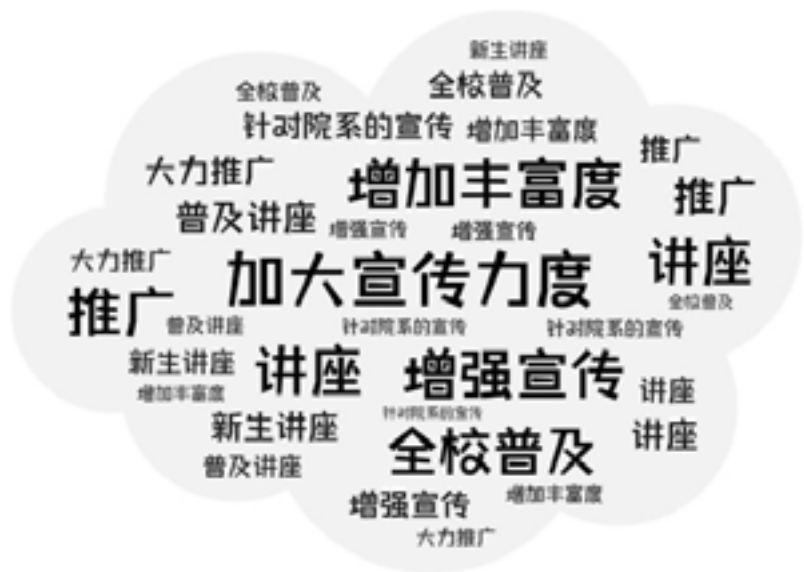 新生讲座
全校普及
全校普及
针对院系的宣传
增加丰富度
推广
大力推广
增加丰富度
推广
普及讲座
增强宣传
增强宣传
大力推广
加大宣传力度
讲座
推广
全校普及
普及讲座
针对院系的宣传
针对院系的宣传
新生讲座
讲座
增强宣传
增加丰富度
讲座
针对院系的宣传
新生讲座
讲座
普及讲座
全校普及
增强宣传
增加丰富度
大力推广